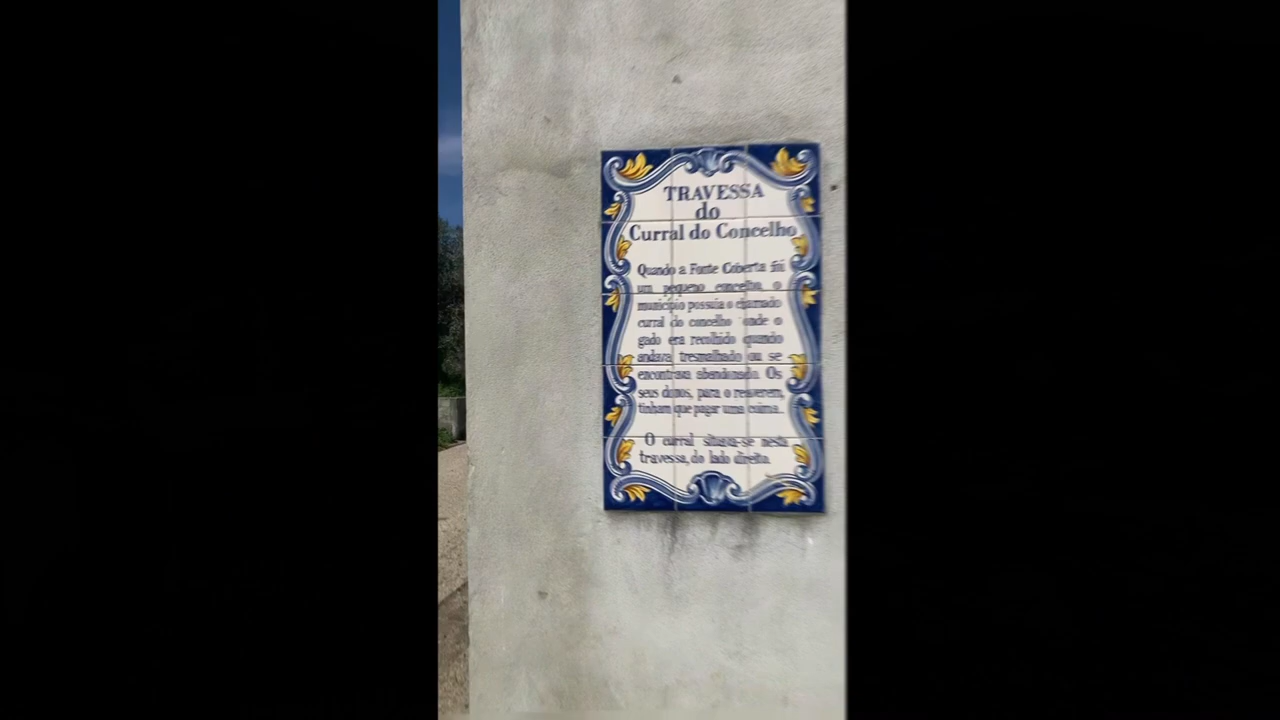 TRAVESSA
do
Curral do Concelho
Quando a Fonte Coberta foi
um pequeno concelho, o
município possuia o chamado
curral do concelho onde o
gado era recolhido quando
andava tresmalhado ou se
encontrava abandonado. Os
seus donos, para o reaverem,
tinham que pagar uma coima.
O curral situava-se nesta
travessa, do lado direito.